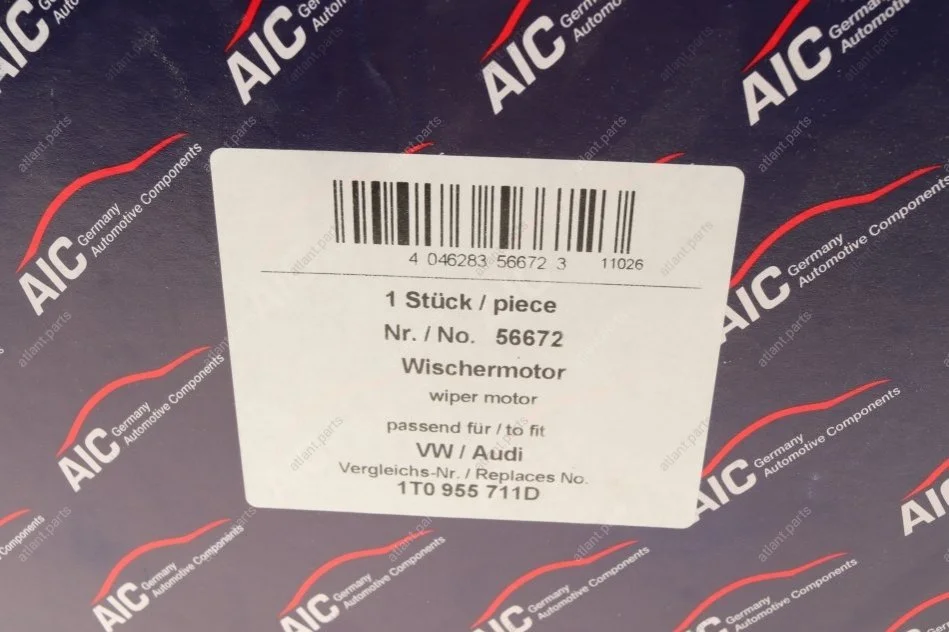 AIC Germany Automotive Components
4 046283 56672 3 11026
1 Stück / piece
Nr. / No. 56672
Wischermotor
wiper motor
passend für / to fit
VW / Audi
Vergleichs-Nr. / Replaces No.
1T0 955 711D
atlant.parts